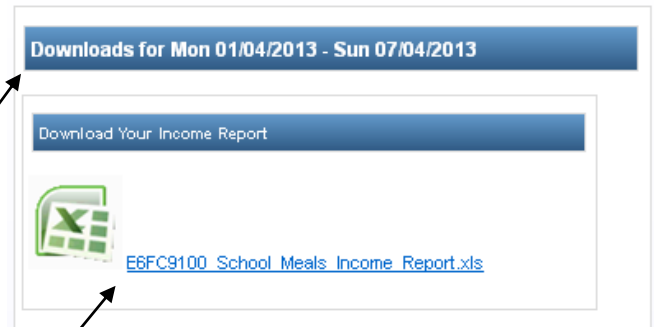 Downloads for Mon 01/04/2013 - Sun 07/04/2013
Download Your Income Report
E6FC9100_School_Meals_Income_Report.xls